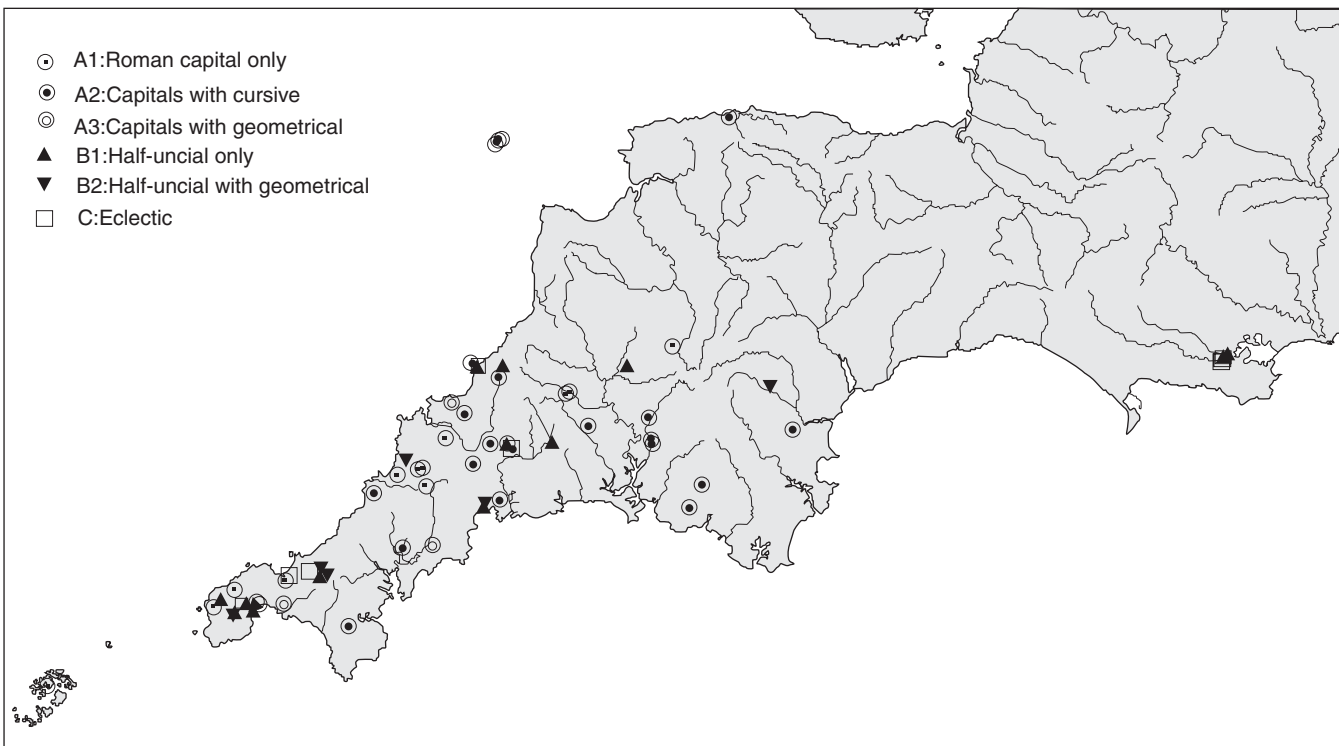 A1:Roman capital only
A2:Capitals with cursive
A3:Capitals with geometrical
B1:Half-uncial only
B2:Half-uncial with geometrical
C:Eclectic